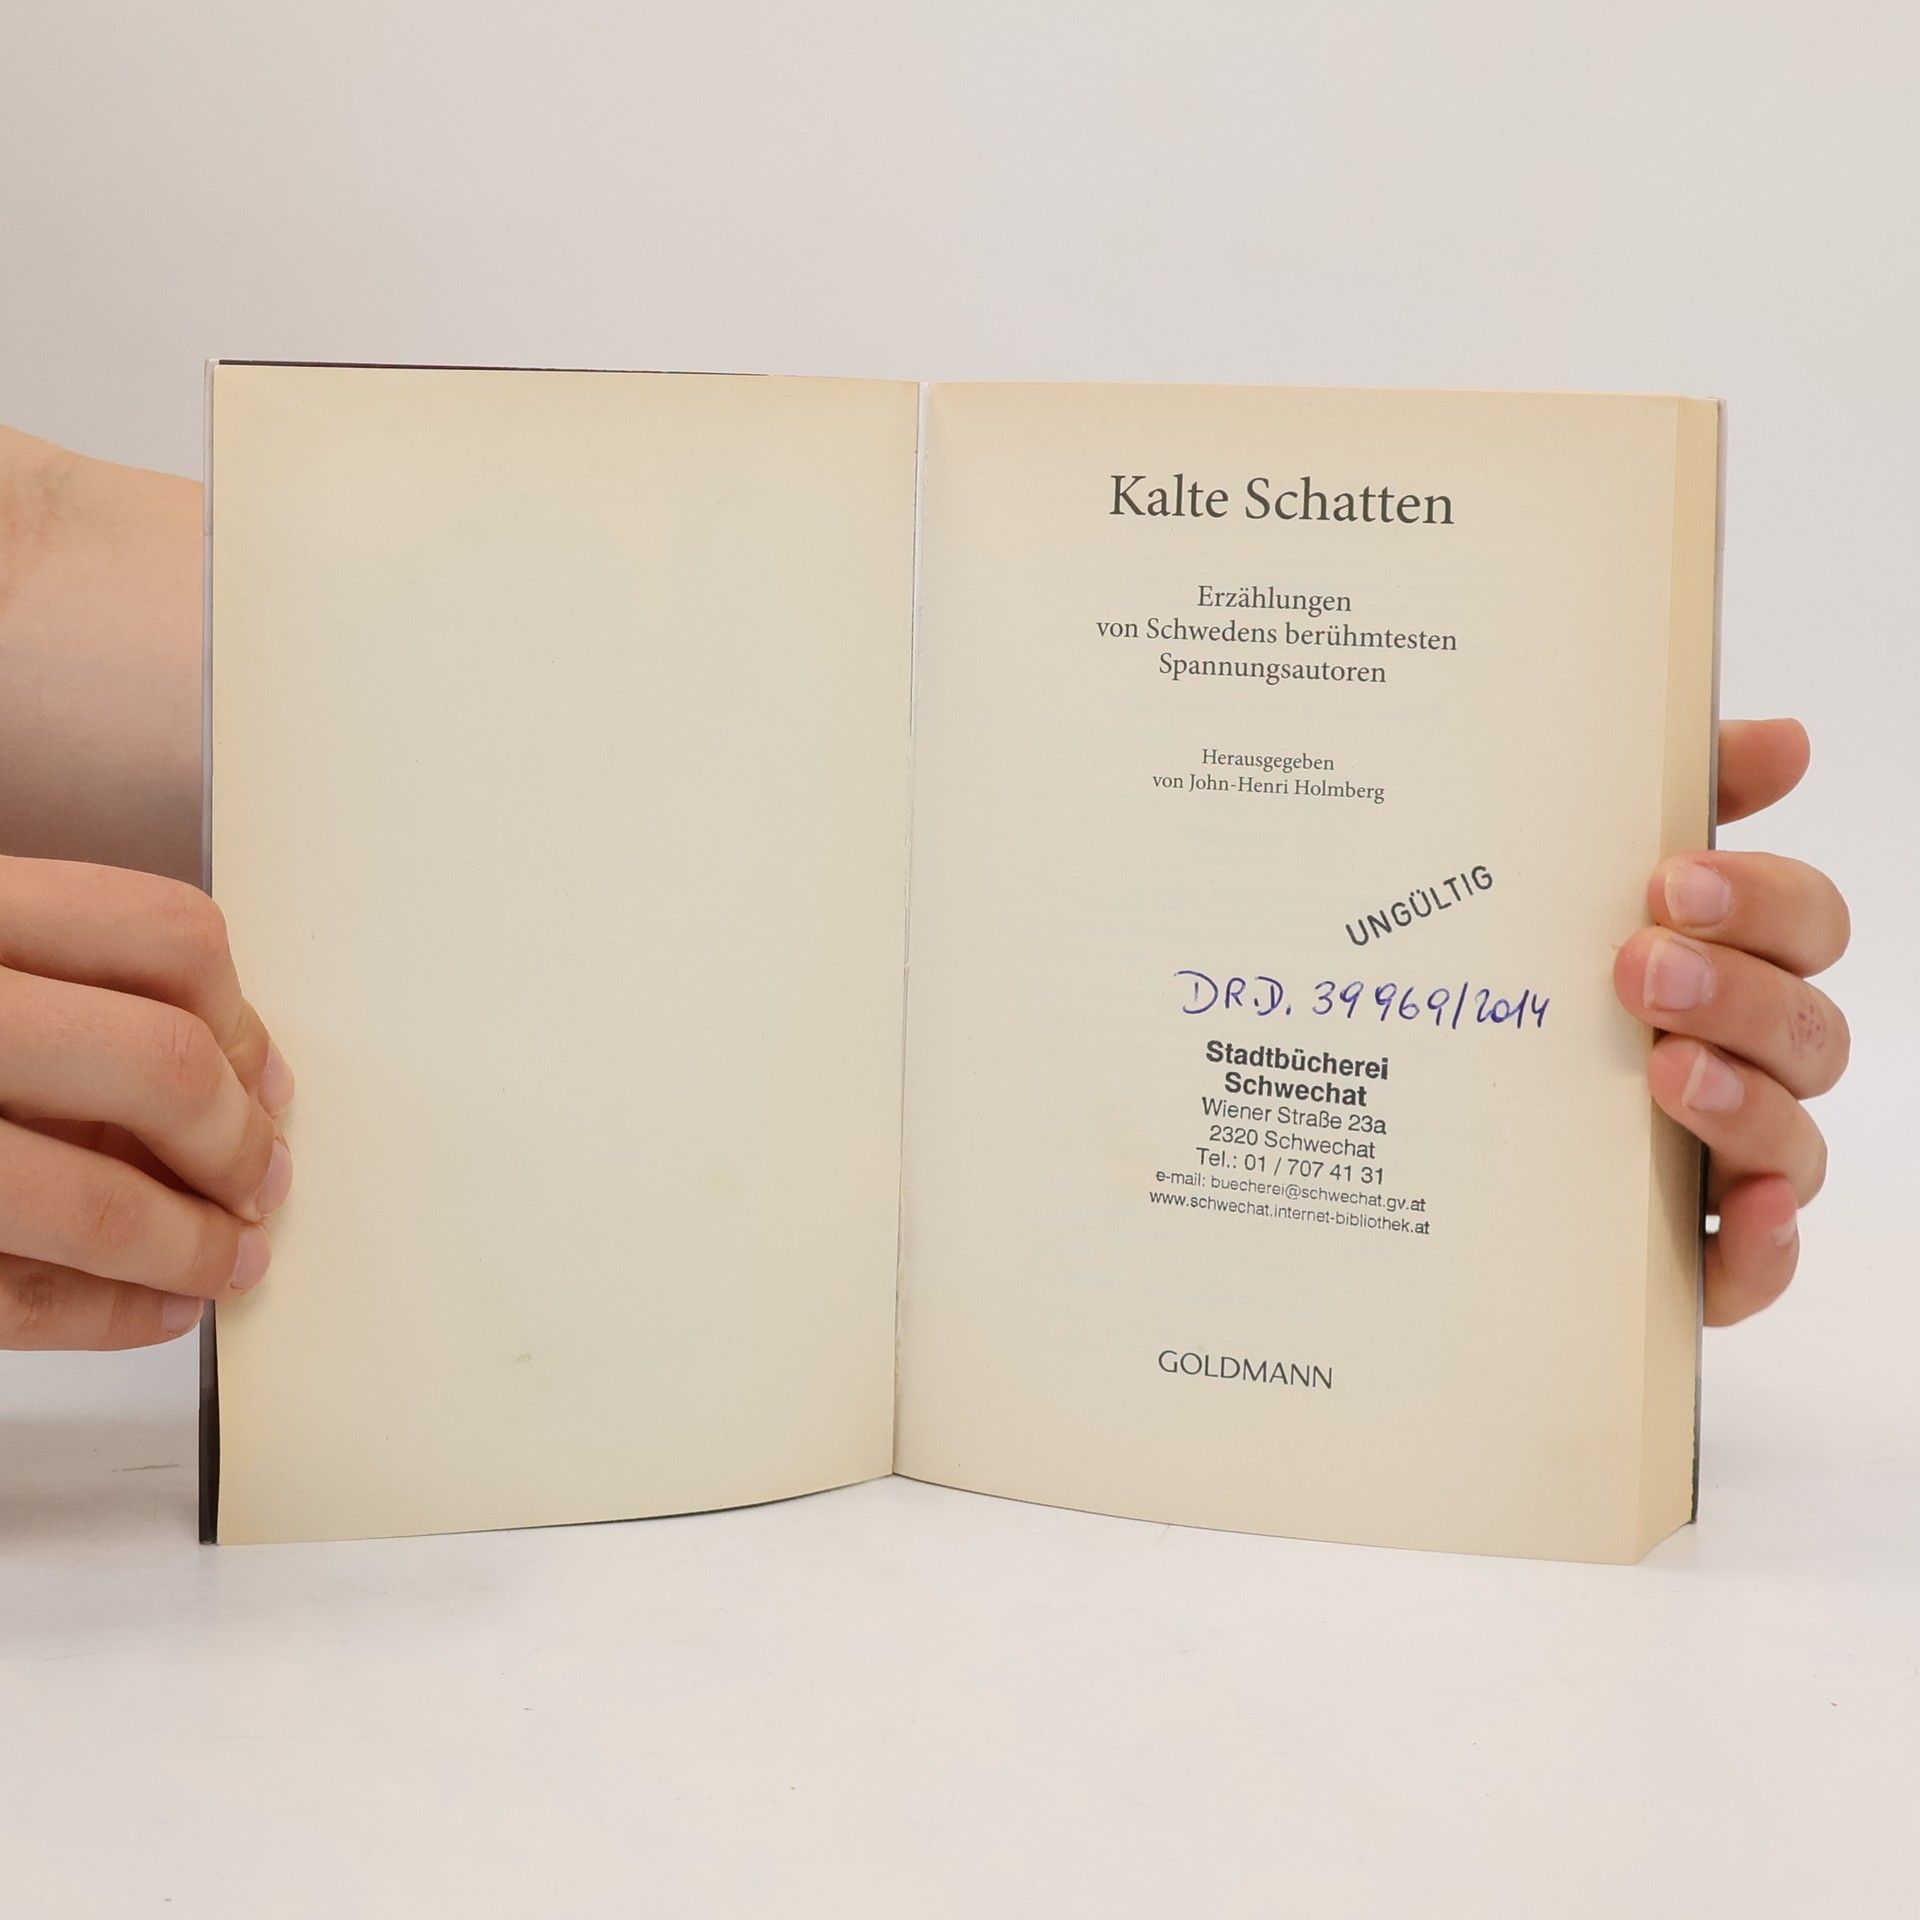 Kalte Schatten
Erzählungen
von Schwedens berühmtesten
Spannungsautoren
Herausgegeben
von John-Henri Holmberg
UNGÜLTIG
DR.D. 39969/2014
Stadtbücherei
Schwechat
Wiener Straße 23a
2320 Schwechat
Tel.: 01 / 707 41 31
e-mail: buecherei@schwechat.gv.at
www.schwechat.internet-bibliothek.at
GOLDMANN